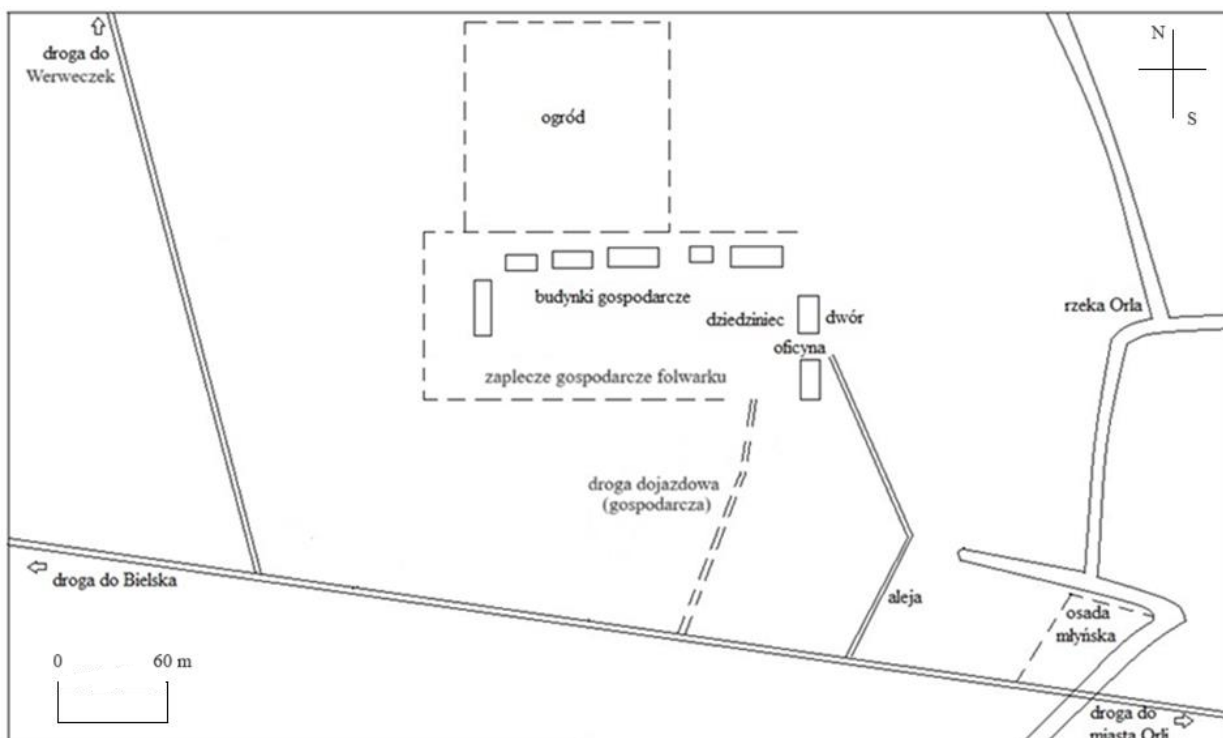 droga do
Werweczek
N
S
ogród
budynki gospodarcze
rzeka Orla
dziedziniec
dwór
oficyna
zaplecze gospodarcze folwarku
droga dojazdowa
(gospodarcza)
droga do Bielska
aleja
osada
młyńska
0 60 m
droga do
miasta Orli